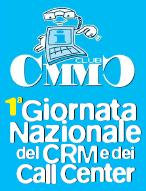 i
CLUB
CMMC
1ª Giornata
Nazionale
del CRM e dei
Call Center